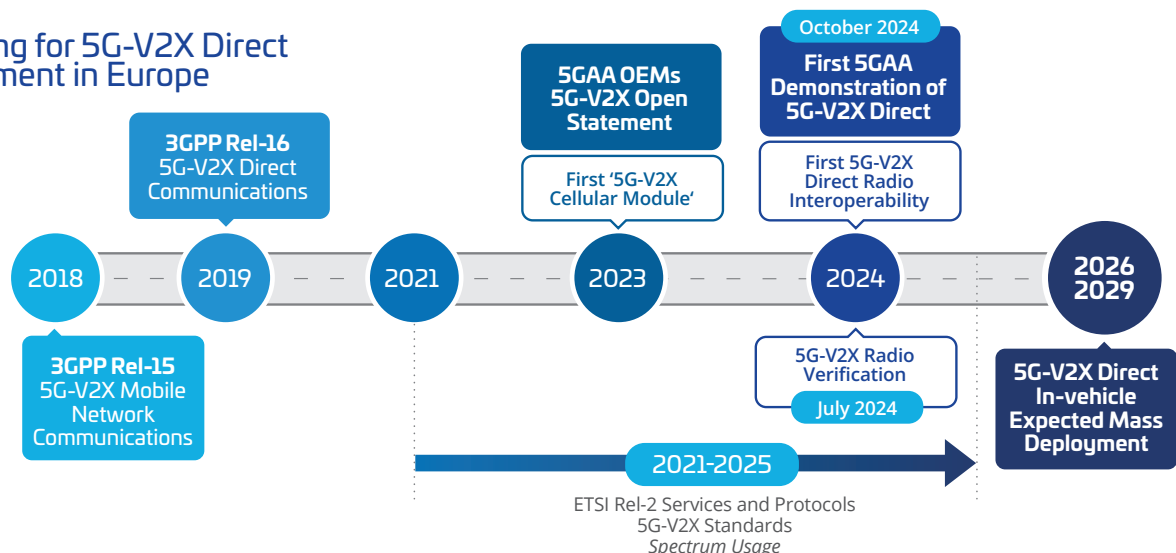 ng for 5G-V2X Direct
ment in Europe
October 2024
First 5GAA
Demonstration of
5G-V2X Direct
5GAA OEMs
5G-V2X Open
Statement
3GPP Rel-16
5G-V2X Direct
Communications
First ‘5G-V2X
Cellular Module‘
First 5G-V2X
Direct Radio
Interoperability
2018
2019
2021
2023
2024
2026
2029
3GPP Rel-15
5G-V2X Mobile
Network
Communications
5G-V2X Radio
Verification
July 2024
5G-V2X Direct
In-vehicle
Expected Mass
Deployment
2021-2025
ETSI Rel-2 Services and Protocols
5G-V2X Standards
Spectrum Usage